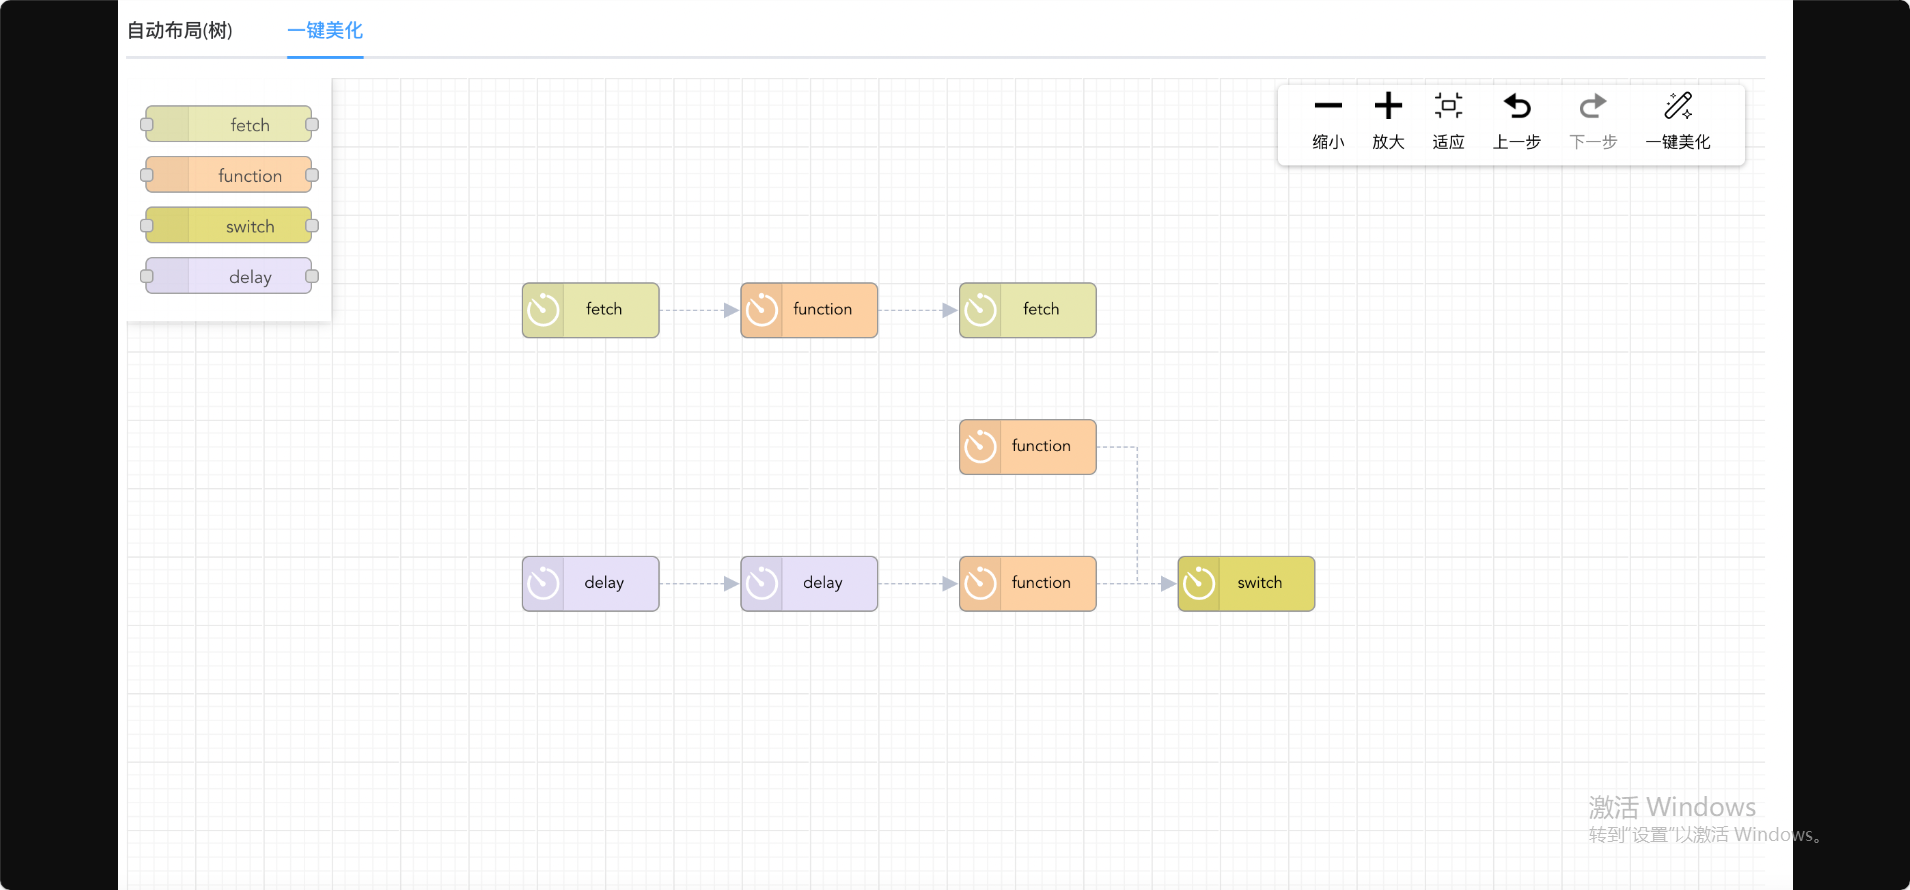 自动布局(树)
一键美化
fetch
function
switch
delay
缩小
放大
适应
上一步
下一步
一键美化
fetch
function
fetch
function
delay
delay
function
switch
激活 Windows
转到"设置"以激活 Windows。